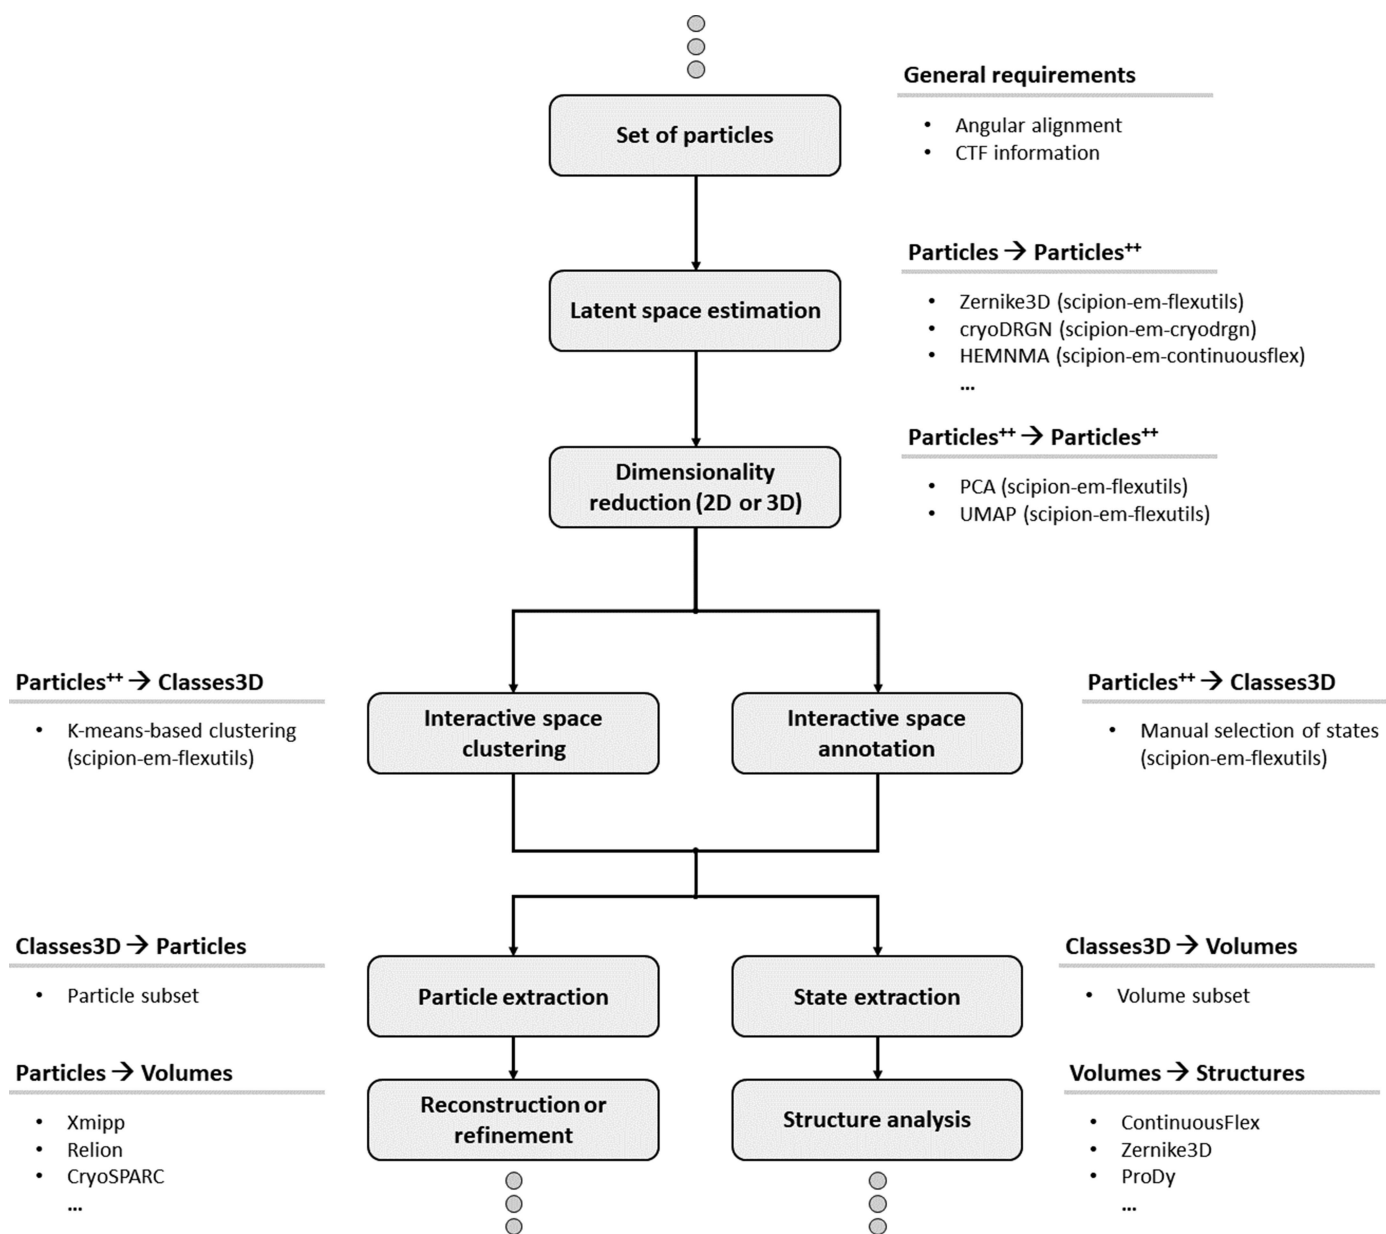 General requirements
Set of particles
• Angular alignment
• CTF information
Particles → Particles⁺⁺
Latent space estimation
• Zernike3D (scipion-em-flexutils)
• cryoDRGN (scipion-em-cryodrgn)
• HEMNMA (scipion-em-continuousflex)
...
Particles⁺⁺ → Particles⁺⁺
Dimensionality
reduction (2D or 3D)
• PCA (scipion-em-flexutils)
• UMAP (scipion-em-flexutils)
Particles⁺⁺ → Classes3D
• K-means-based clustering
(scipion-em-flexutils)
Interactive space
clustering
Interactive space
annotation
Particles⁺⁺ → Classes3D
• Manual selection of states
(scipion-em-flexutils)
Classes3D → Particles
• Particle subset
Particle extraction
State extraction
Classes3D → Volumes
• Volume subset
Particles → Volumes
• Xmipp
• Relion
• CryoSPARC
...
Reconstruction or
refinement
Structure analysis
Volumes → Structures
• ContinuousFlex
• Zernike3D
• ProDy
...